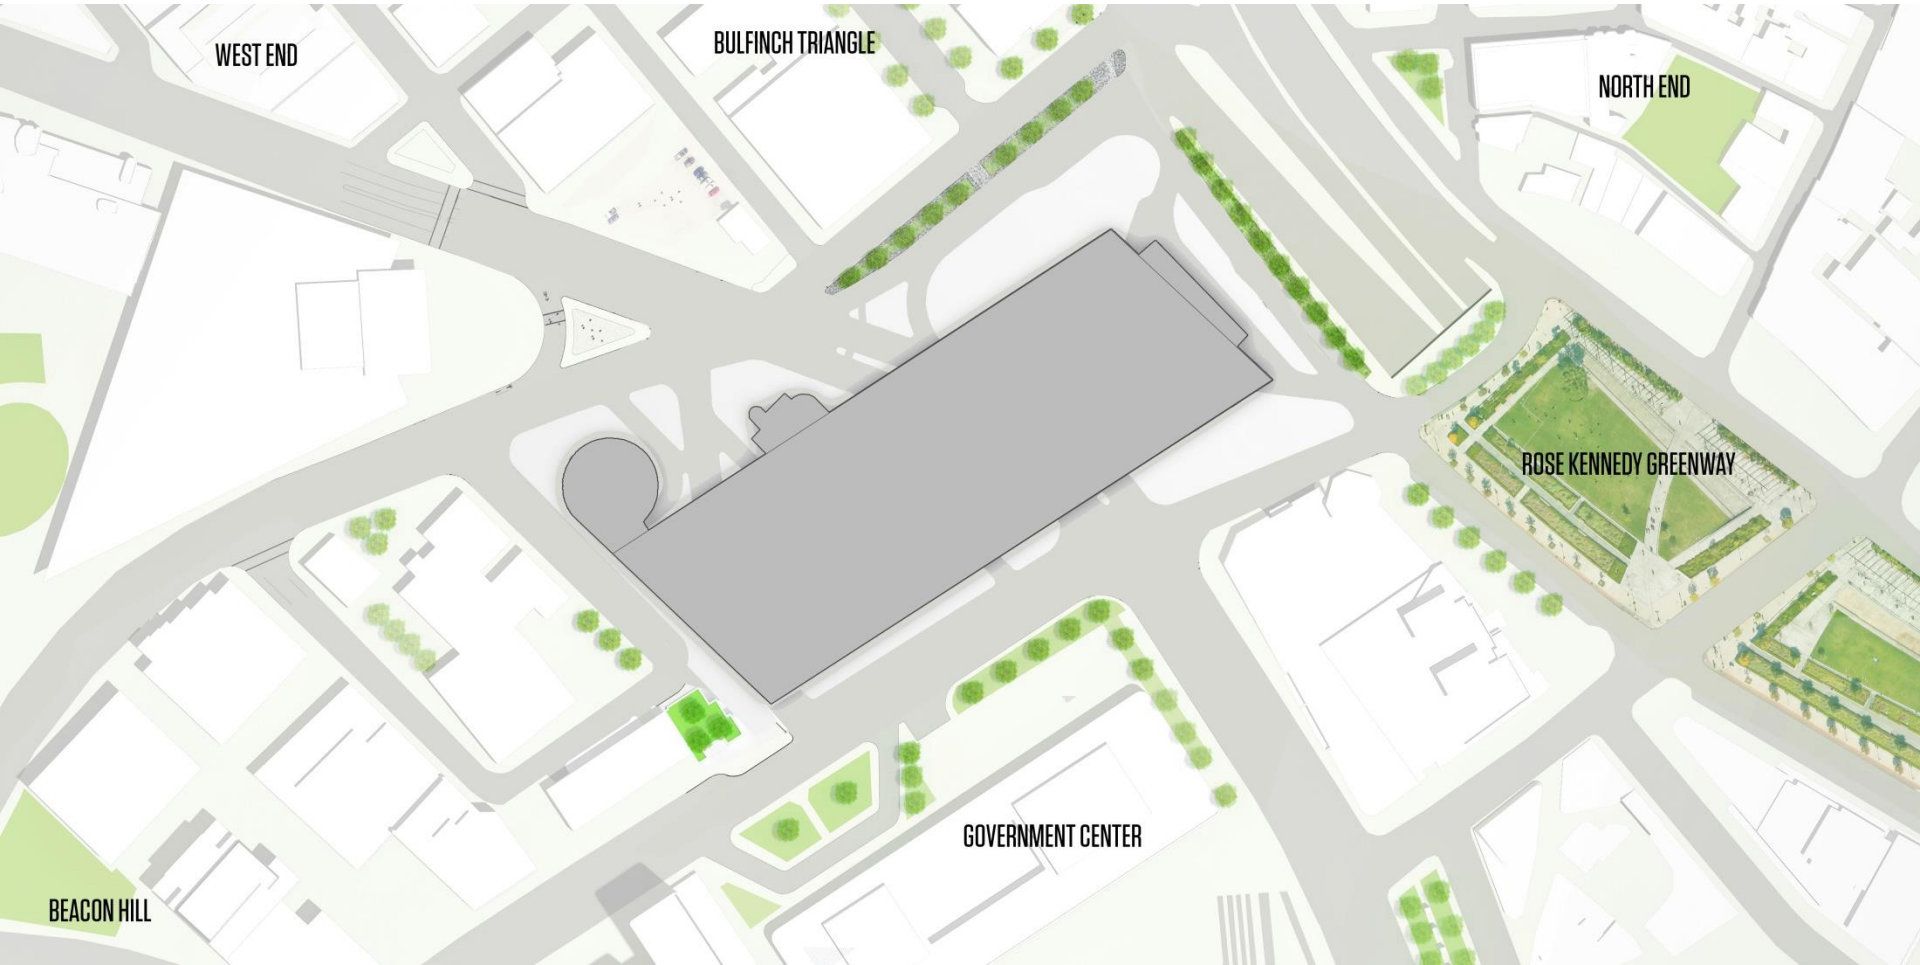 WEST END
BULFINCH TRIANGLE
NORTH END
ROSE KENNEDY GREENWAY
GOVERNMENT CENTER
BEACON HILL